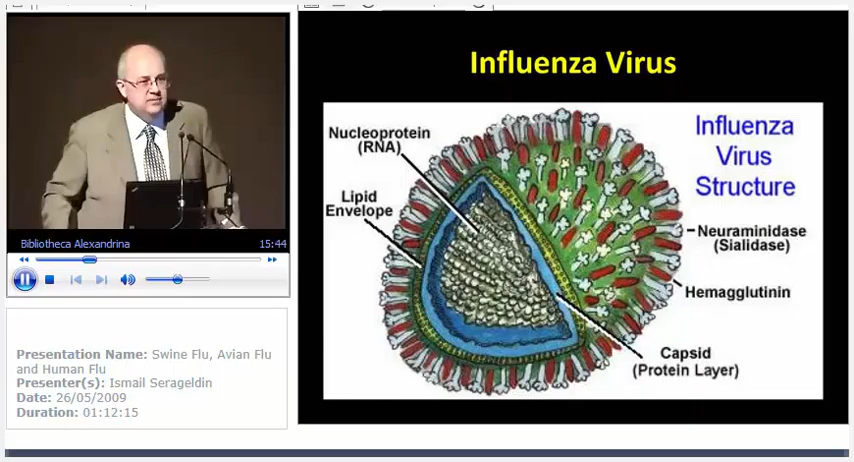 Bibliotheca Alexandrina 15:44
Presentation Name: Swine Flu, Avian Flu
and Human Flu
Presenter(s): Ismail Serageldin
Date: 26/05/2009
Duration: 01:12:15
Influenza Virus
Influenza
Virus
Structure
Nucleoprotein
(RNA)
Lipid
Envelope
Neuraminidase
(Sialidase)
Hemagglutinin
Capsid
(Protein Layer)